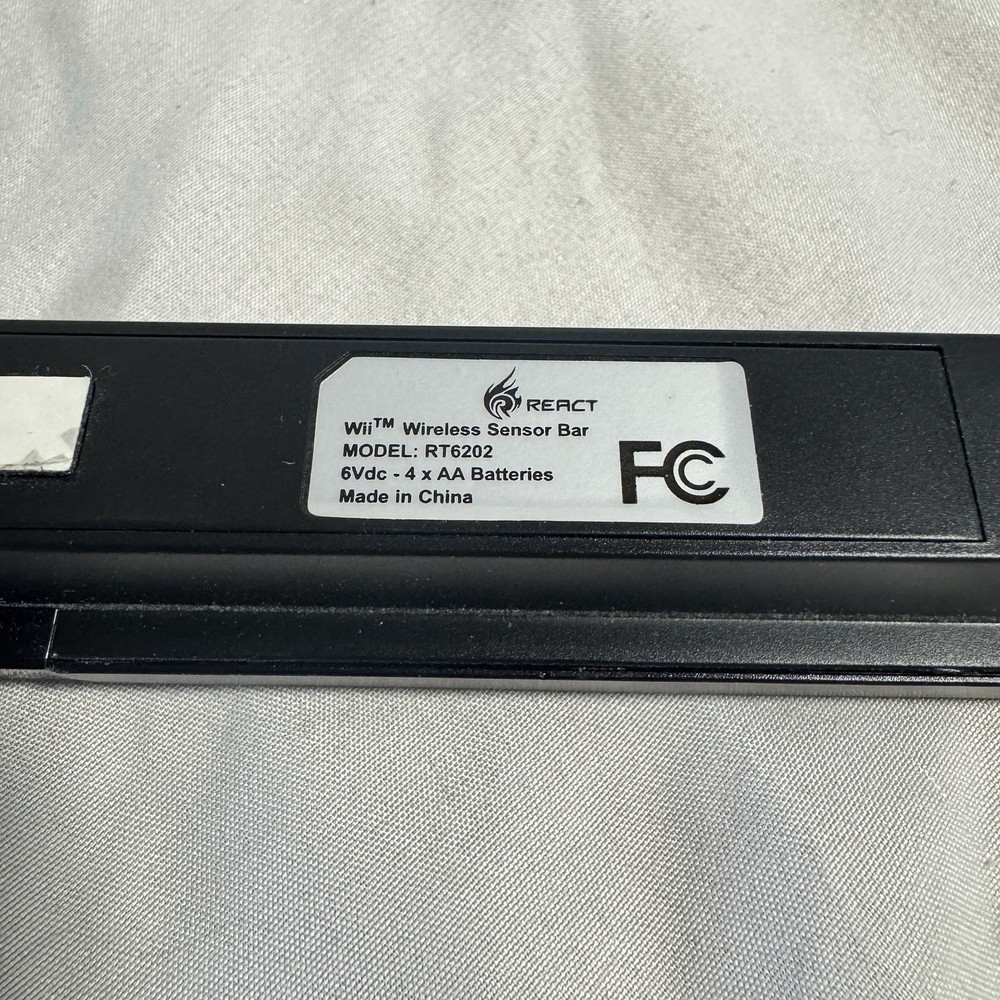 REACT
Wii™ Wireless Sensor Bar
MODEL: RT6202
6Vdc - 4 x AA Batteries
Made in China
FC